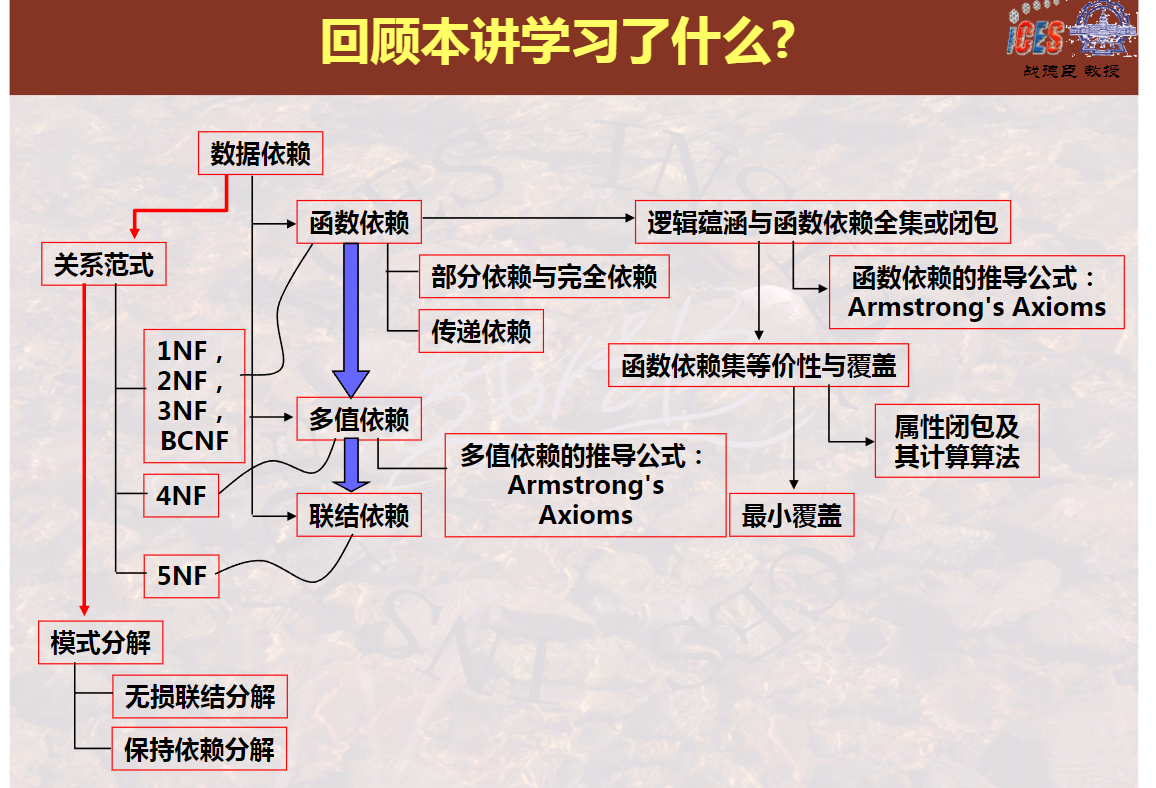 回顾本讲学习了什么?
iCES
战德臣 教授
数据依赖
函数依赖
逻辑蕴涵与函数依赖全集或闭包
关系范式
部分依赖与完全依赖
函数依赖的推导公式：
Armstrong's Axioms
传递依赖
1NF，
2NF，
3NF，
BCNF
函数依赖集等价性与覆盖
多值依赖
属性闭包及
其计算算法
多值依赖的推导公式：
Armstrong's
Axioms
4NF
联结依赖
最小覆盖
5NF
模式分解
无损联结分解
保持依赖分解